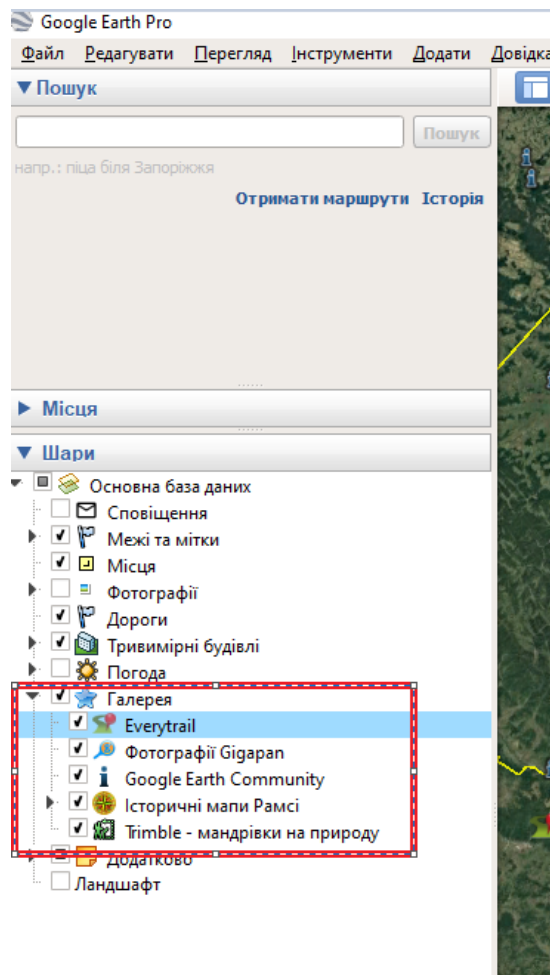 Google Earth Pro
Файл Редагувати Перегляд Інструменти Додати Довідка
Пошук
Пошук
напр.: піца біля Запоріжжя
Отримати маршрути Історія
Місця
Шари
Основна база даних
Сповіщення
Межі та мітки
Місця
Фотографії
Дороги
Тривимірні будівлі
Погода
Галерея
Everytrail
Фотографії Gigapan
Google Earth Community
Історичні мапи Рамсі
Trimble - мандрівки на природу
Додатково
Ландшафт